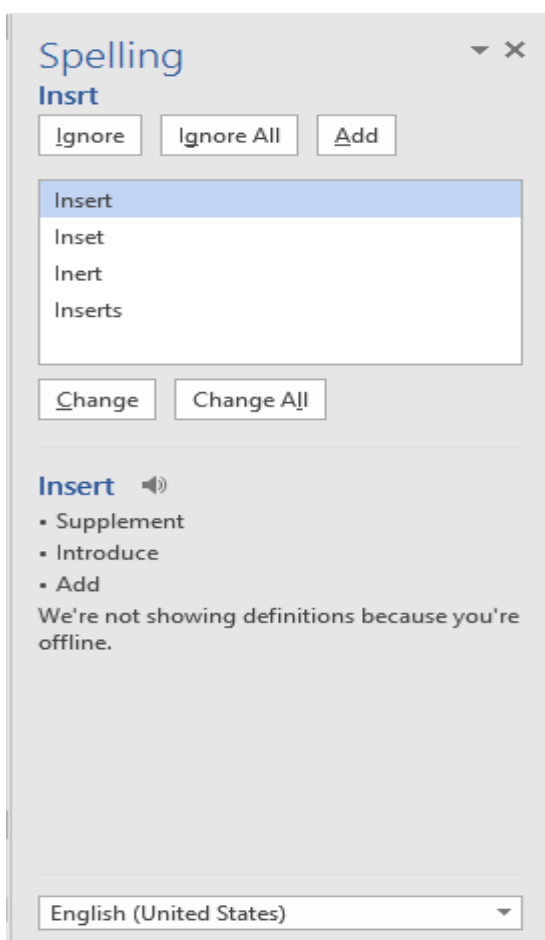 Spelling
Insrt
Ignore Ignore All Add
Insert
Inset
Inert
Inserts
Change Change All
Insert
• Supplement
• Introduce
• Add
We're not showing definitions because you're
offline.
English (United States)